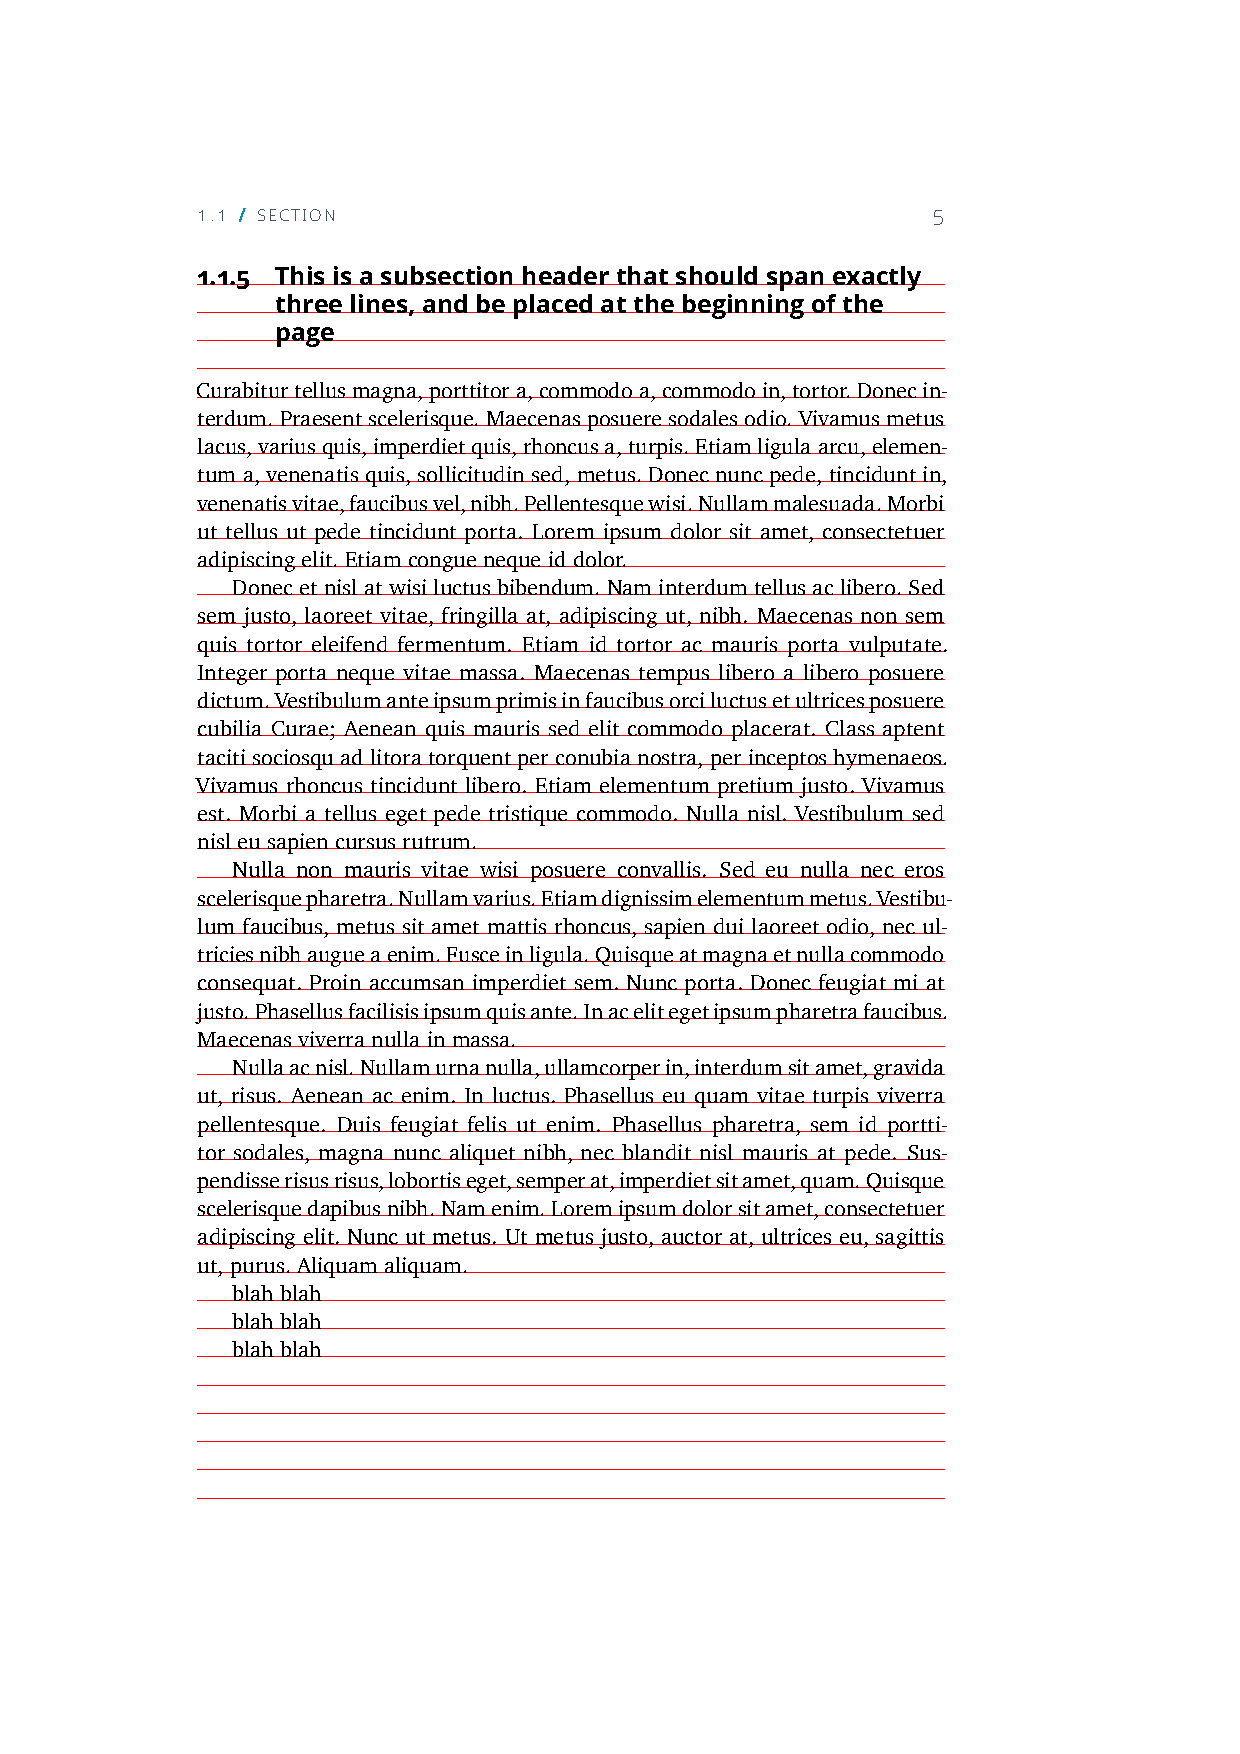 1.1 / SECTION 5
1.1.5 This is a subsection header that should span exactly
three lines, and be placed at the beginning of the
page
Curabitur tellus magna, porttitor a, commodo a, commodo in, tortor. Donec in-
terdum. Praesent scelerisque. Maecenas posuere sodales odio. Vivamus metus
lacus, varius quis, imperdiet quis, rhoncus a, turpis. Etiam ligula arcu, elemen-
tum a, venenatis quis, sollicitudin sed, metus. Donec nunc pede, tincidunt in,
venenatis vitae, faucibus vel, nibh. Pellentesque wisi. Nullam malesuada. Morbi
ut tellus ut pede tincidunt porta. Lorem ipsum dolor sit amet, consectetuer
adipiscing elit. Etiam congue neque id dolor.
Donec et nisl at wisi luctus bibendum. Nam interdum tellus ac libero. Sed
sem justo, laoreet vitae, fringilla at, adipiscing ut, nibh. Maecenas non sem
quis tortor eleifend fermentum. Etiam id tortor ac mauris porta vulputate.
Integer porta neque vitae massa. Maecenas tempus libero a libero posuere
dictum. Vestibulum ante ipsum primis in faucibus orci luctus et ultrices posuere
cubilia Curae; Aenean quis mauris sed elit commodo placerat. Class aptent
taciti sociosqu ad litora torquent per conubia nostra, per inceptos hymenaeos.
Vivamus rhoncus tincidunt libero. Etiam elementum pretium justo. Vivamus
est. Morbi a tellus eget pede tristique commodo. Nulla nisl. Vestibulum sed
nisl eu sapien cursus rutrum.
Nulla non mauris vitae wisi posuere convallis. Sed eu nulla nec eros
scelerisque pharetra. Nullam varius. Etiam dignissim elementum metus. Vestibu-
lum faucibus, metus sit amet mattis rhoncus, sapien dui laoreet odio, nec ul-
tricies nibh augue a enim. Fusce in ligula. Quisque at magna et nulla commodo
consequat. Proin accumsan imperdiet sem. Nunc porta. Donec feugiat mi at
justo. Phasellus facilisis ipsum quis ante. In ac elit eget ipsum pharetra faucibus.
Maecenas viverra nulla in massa.
Nulla ac nisl. Nullam urna nulla, ullamcorper in, interdum sit amet, gravida
ut, risus. Aenean ac enim. In luctus. Phasellus eu quam vitae turpis viverra
pellentesque. Duis feugiat felis ut enim. Phasellus pharetra, sem id portti-
tor sodales, magna nunc aliquet nibh, nec blandit nisl mauris at pede. Sus-
pendisse risus risus, lobortis eget, semper at, imperdiet sit amet, quam. Quisque
scelerisque dapibus nibh. Nam enim. Lorem ipsum dolor sit amet, consectetuer
adipiscing elit. Nunc ut metus. Ut metus justo, auctor at, ultrices eu, sagittis
ut, purus. Aliquam aliquam.
blah blah
blah blah
blah blah